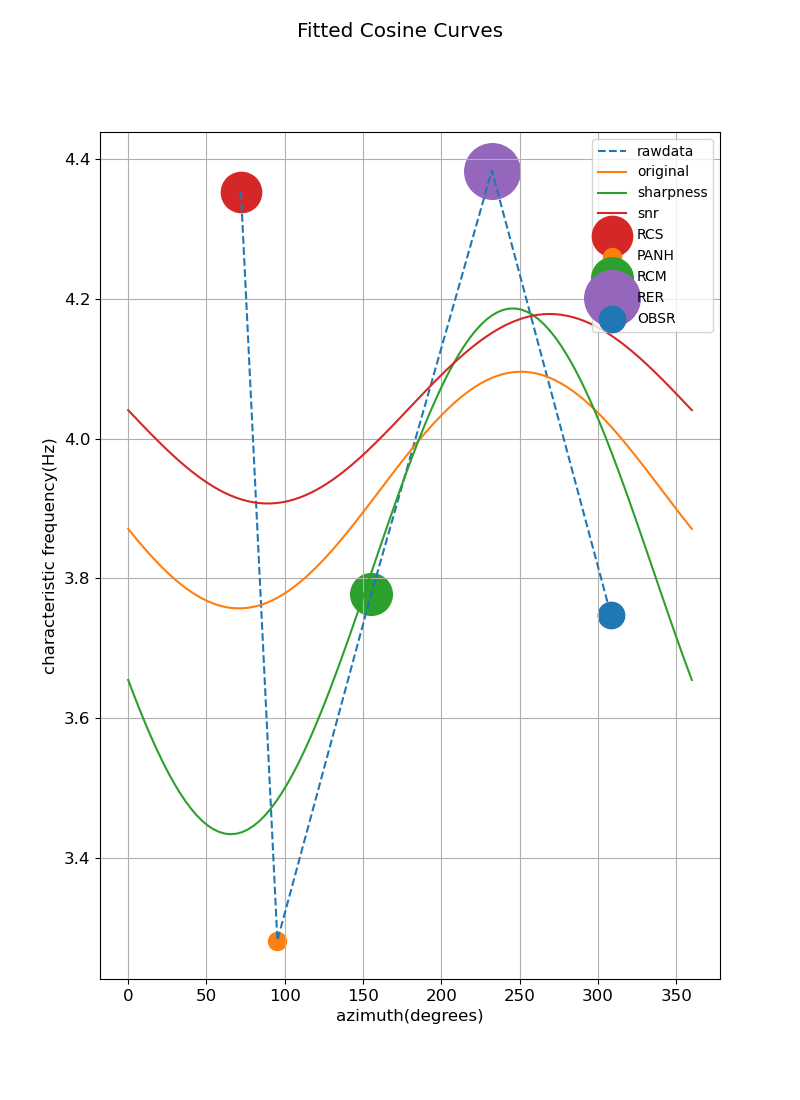 Fitted Cosine Curves
4.4
4.2
4.0
3.8
3.6
3.4
characteristic frequency(Hz)
rawdata
original
sharpness
snr
RCS
PANH
RCM
RER
OBSR
0 50 100 150 200 250 300 350
azimuth(degrees)